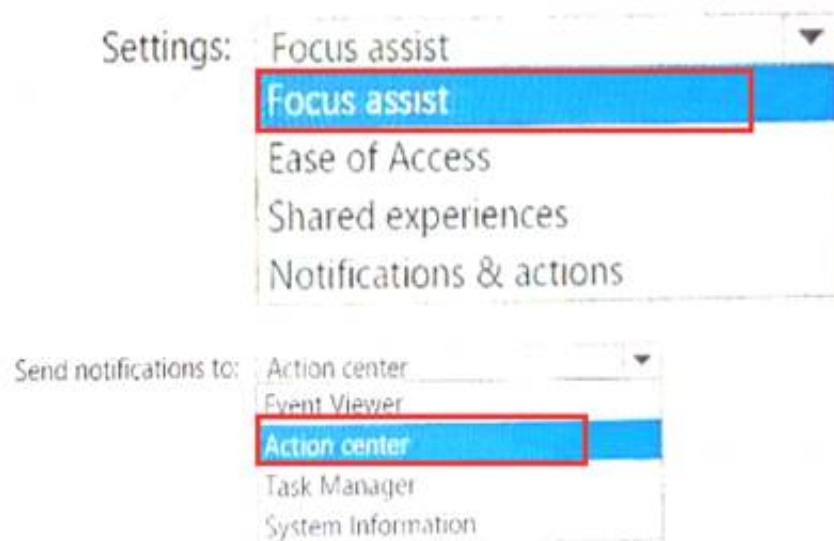 Settings: Focus assist
Focus assist
Ease of Access
Shared experiences
Notifications & actions
Send notifications to: Action center
Event Viewer
Action center
Task Manager
System Information